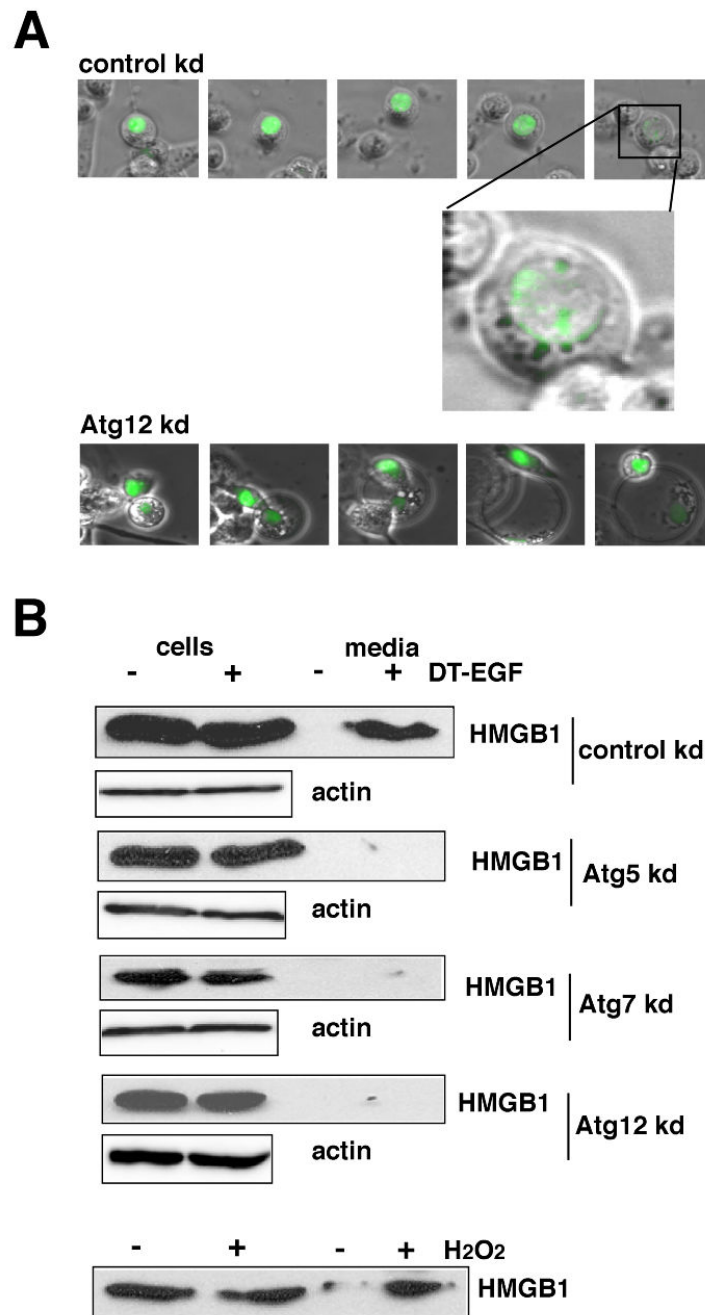 A
control kd
Atg12 kd
B
cells media
- + - + DT-EGF
HMGB1
control kd
actin
HMGB1
Atg5 kd
actin
HMGB1
Atg7 kd
actin
HMGB1
Atg12 kd
actin
- + - + H2O2
HMGB1